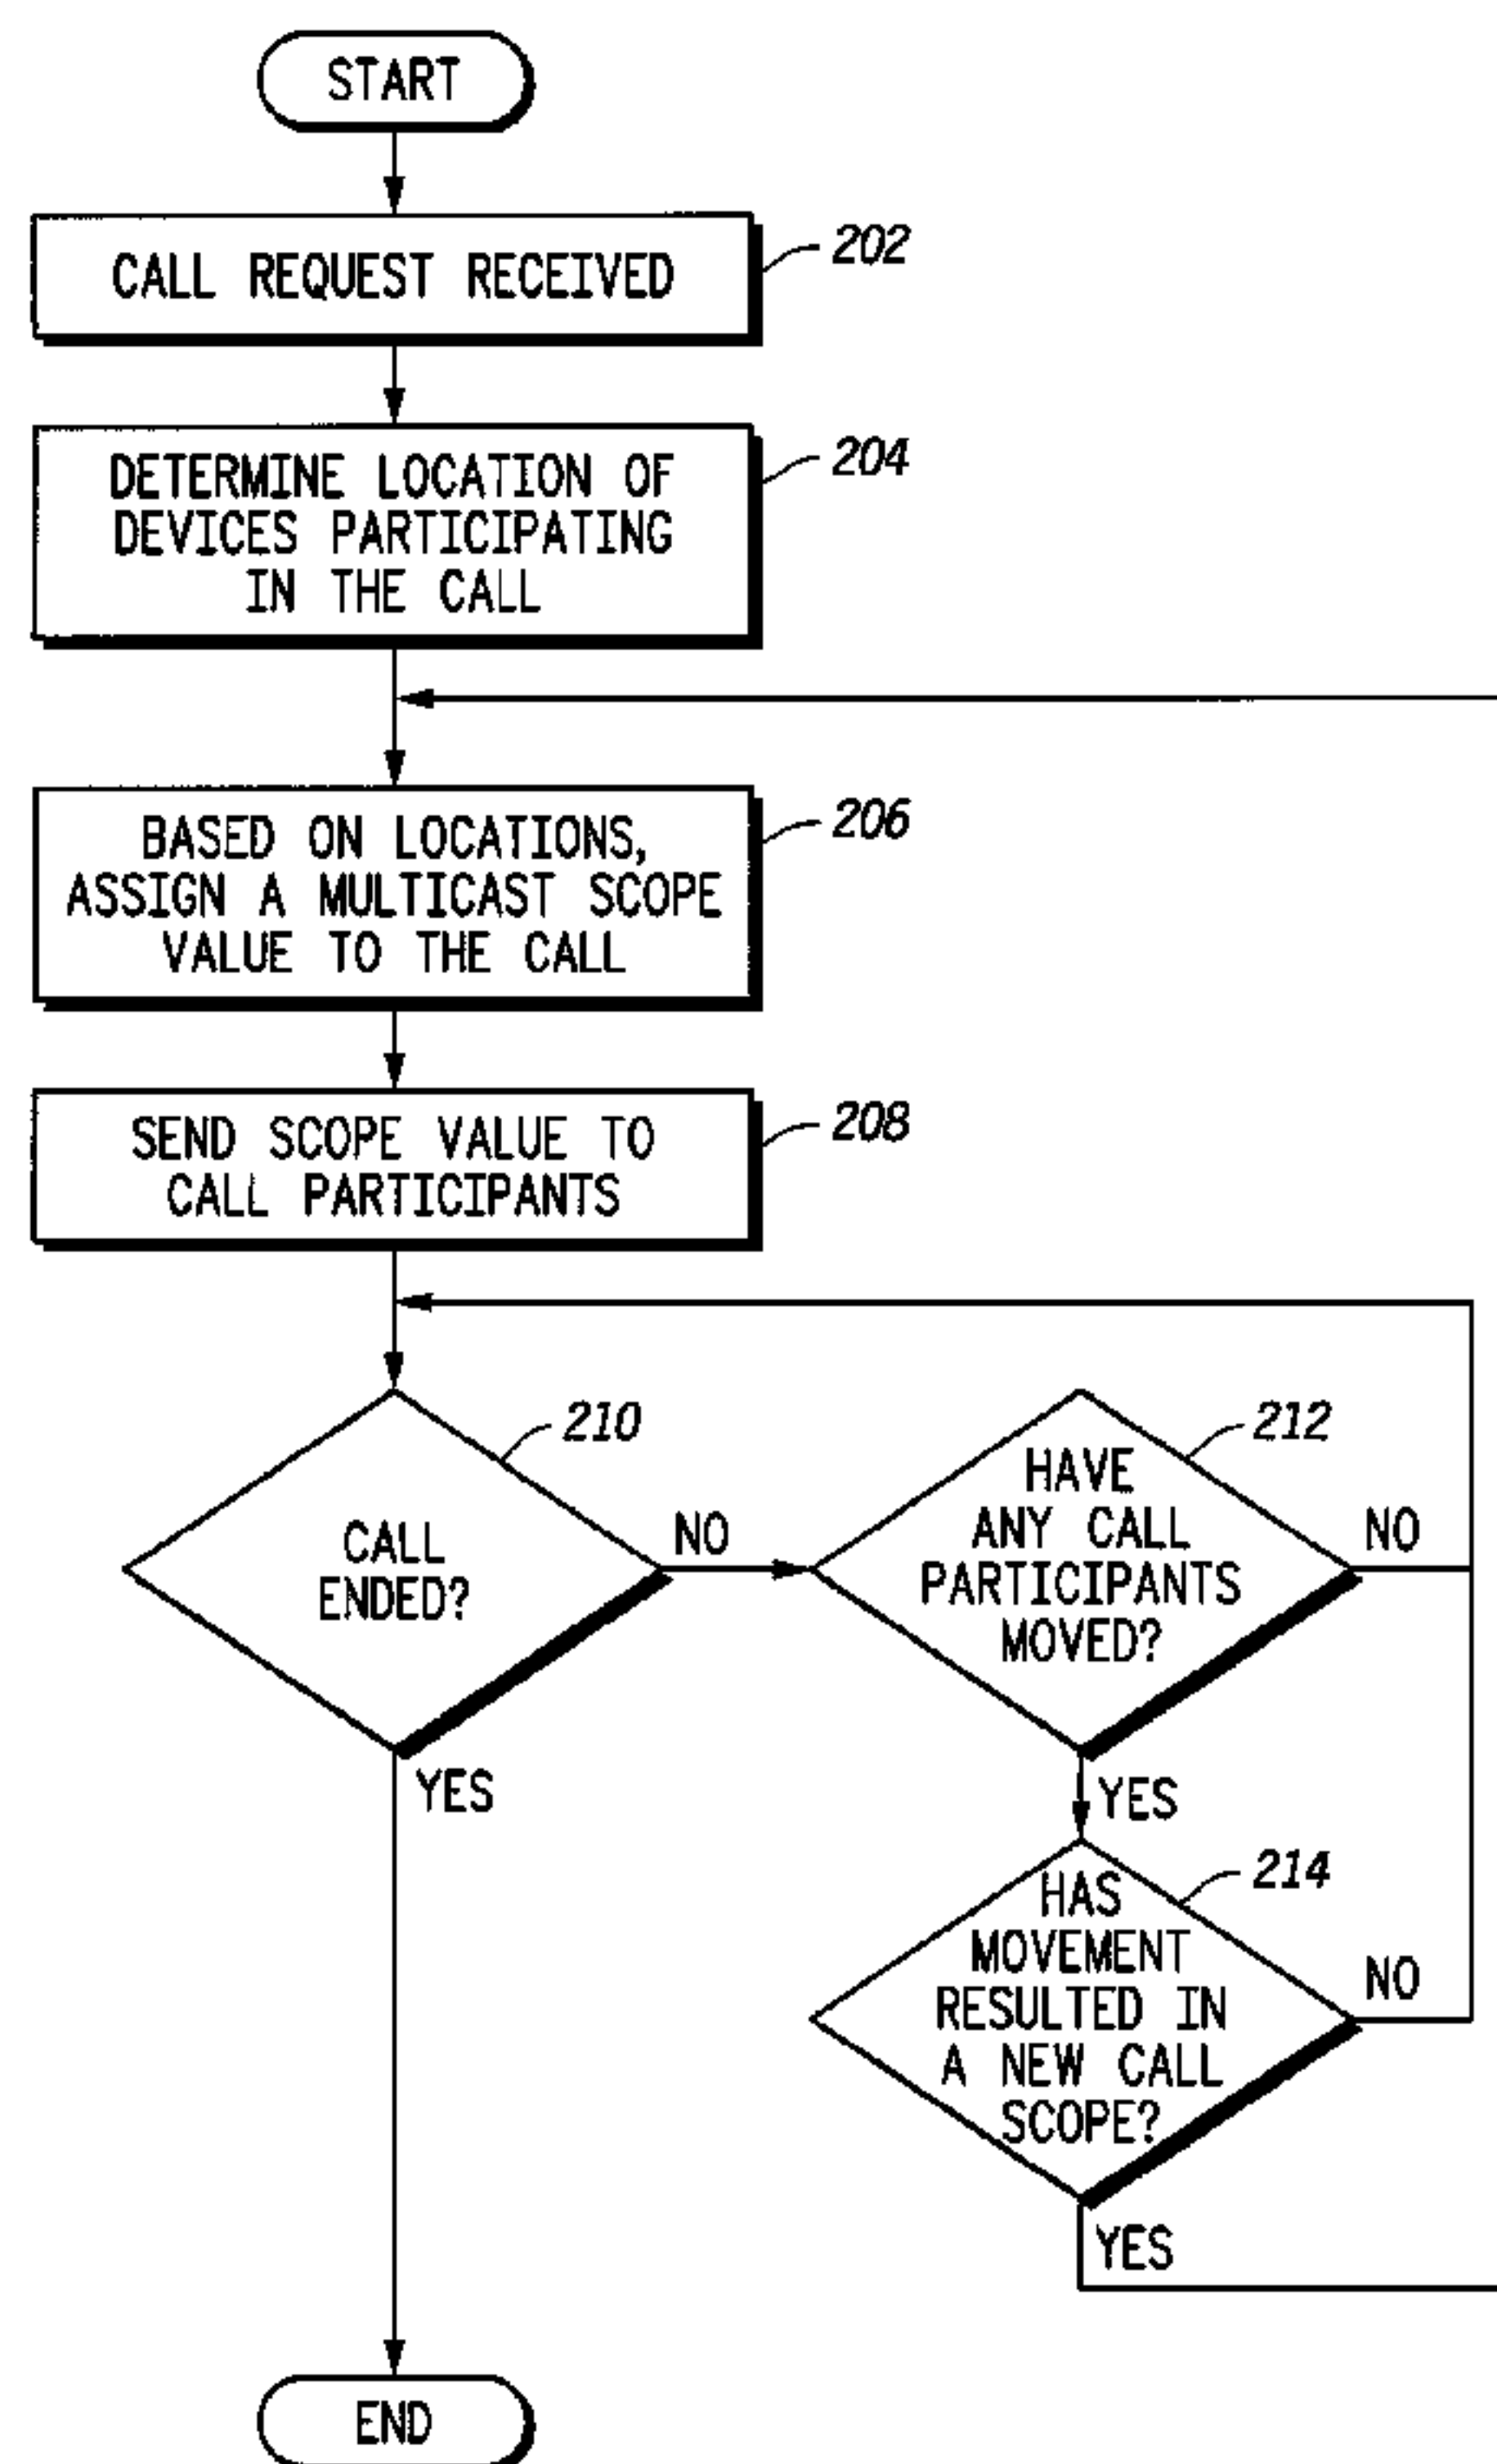 START
CALL REQUEST RECEIVED
202
DETERMINE LOCATION OF
DEVICES PARTICIPATING
IN THE CALL
204
BASED ON LOCATIONS,
ASSIGN A MULTICAST SCOPE
VALUE TO THE CALL
206
SEND SCOPE VALUE TO
CALL PARTICIPANTS
208
CALL
ENDED?
210
NO
YES
HAVE
ANY CALL
PARTICIPANTS
MOVED?
212
NO
YES
HAS
MOVEMENT
RESULTED IN
A NEW CALL
SCOPE?
214
NO
YES
END